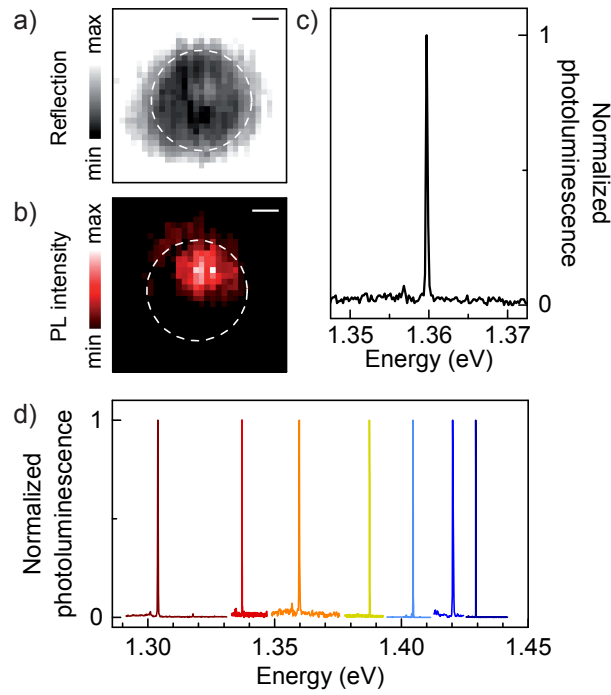 a)
max
Reflection
min
b)
max
PL intensity
min
c)
1
0
Normalized
photoluminescence
1.35 1.36 1.37
Energy (eV)
d)
Normalized
photoluminescence
1
0
1.30 1.35 1.40 1.45
Energy (eV)